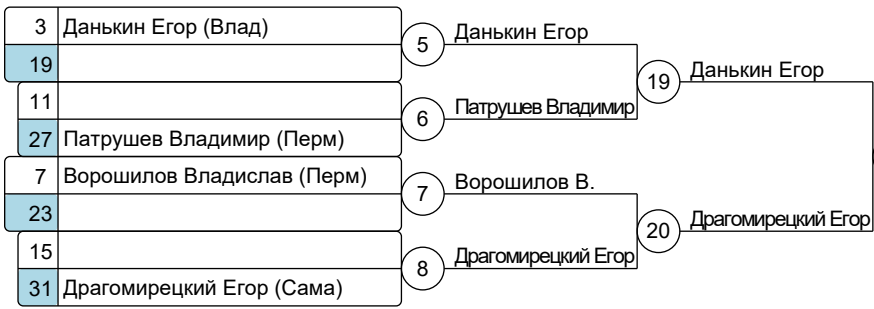 3 Данькин Егор (Влад)
19
11
27 Патрушев Владимир (Перм)
7 Ворошилов Владислав (Перм)
23
15
31 Драгомирецкий Егор (Сама)
5 Данькин Егор
6 Патрушев Владимир
7 Ворошилов В.
8 Драгомирецкий Егор
19 Данькин Егор
20 Драгомирецкий Егор